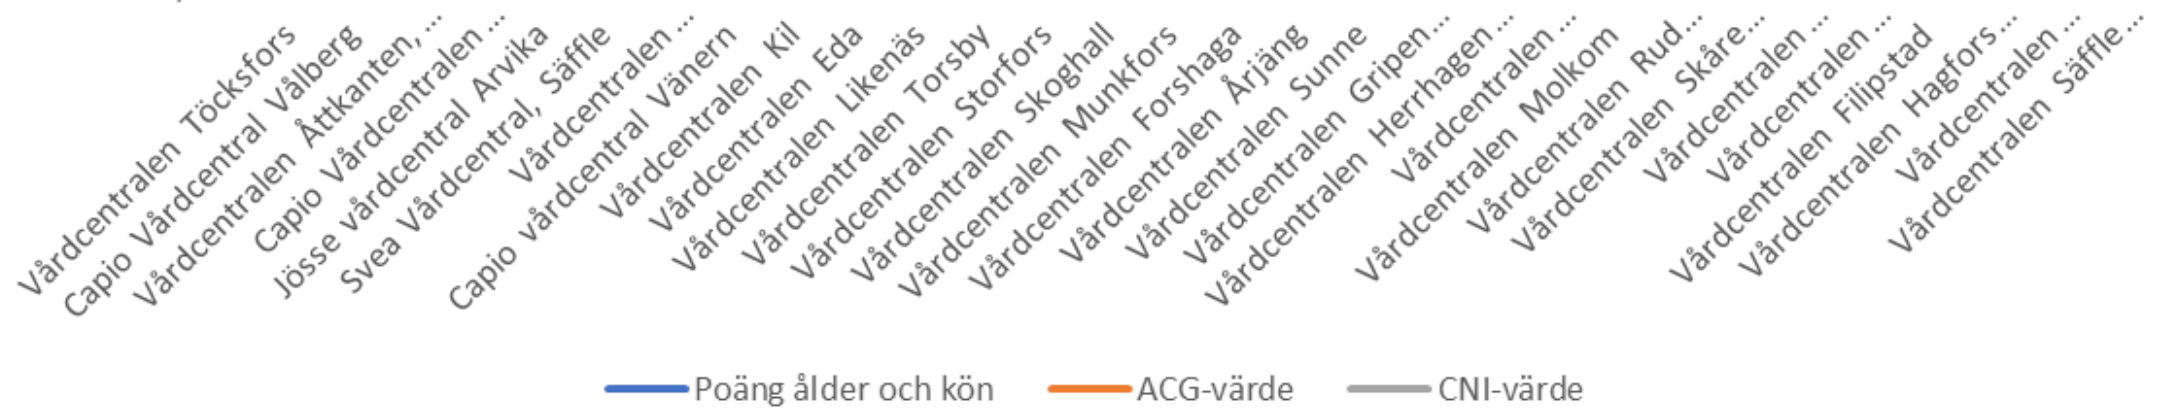 Vårdcentralen Töcksfors
Capio Vårdcentral Vålberg
Vårdcentralen Åttkanten, …
Capio Vårdcentralen…
Jösse vårdcentral Arvika
Svea Vårdcentral, Säffle
Vårdcentralen…
Capio vårdcentral Vänern
Vårdcentralen Kil
Vårdcentralen Eda
Vårdcentralen Likenäs
Vårdcentralen Torsby
Vårdcentralen Storfors
Vårdcentralen Skoghall
Vårdcentralen Munkfors
Vårdcentralen Forshaga
Vårdcentralen Årjäng
Vårdcentralen Sunne
Vårdcentralen Gripen…
Vårdcentralen Herrhagen…
Vårdcentralen…
Vårdcentralen Molkom
Vårdcentralen Rud…
Vårdcentralen Skåre…
Vårdcentralen…
Vårdcentralen…
Vårdcentralen Filipstad
Vårdcentralen Hagfors…
Vårdcentralen…
Vårdcentralen Säffle…
Poäng ålder och kön ACG-värde CNI-värde